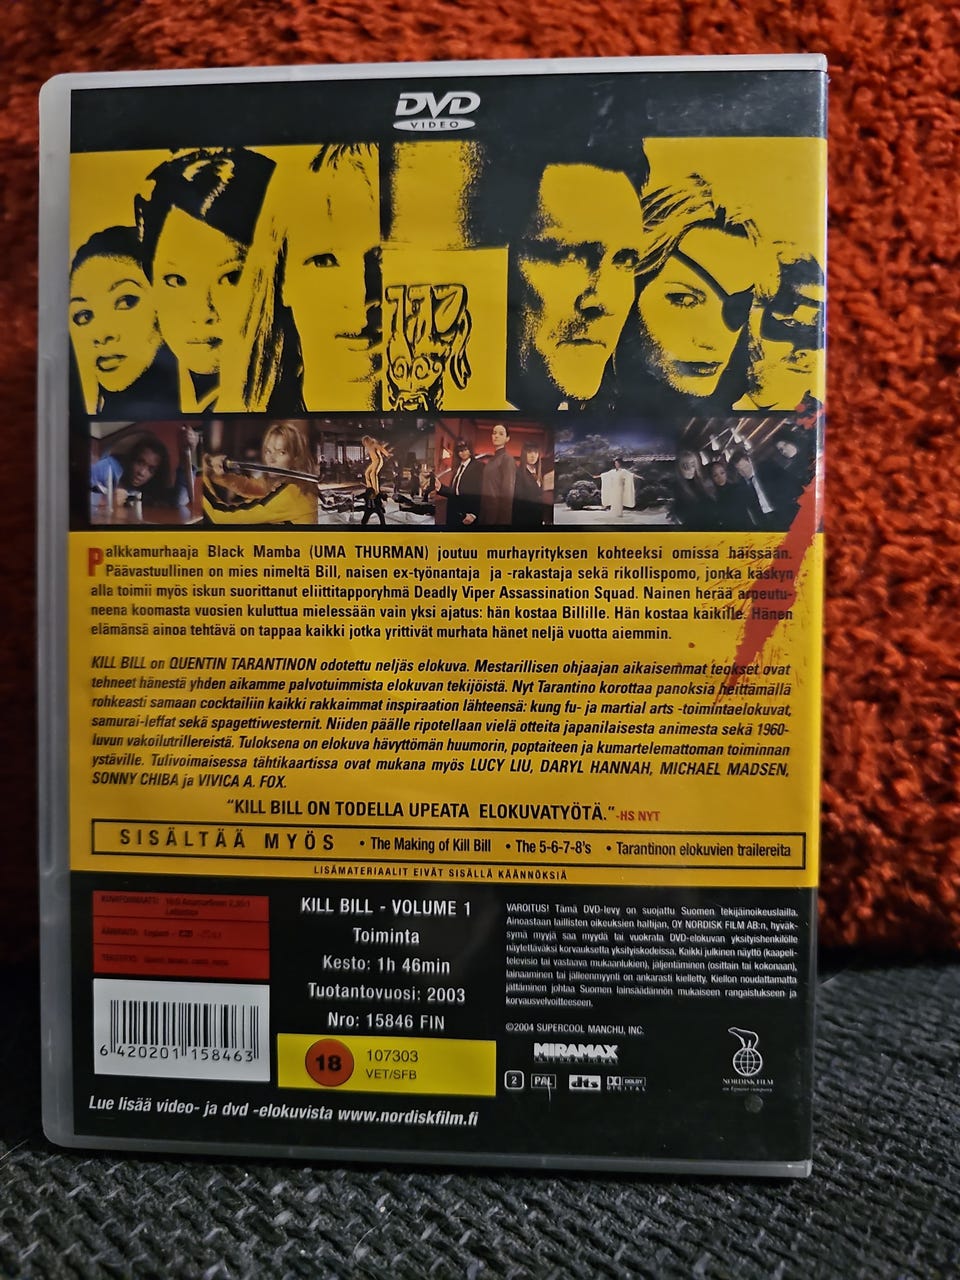 DVD
VIDEO
Palkkamurhaaja Black Mamba (UMA THURMAN) joutuu murhayrityksen kohteeksi omissa häissään.
Päävastuullinen on mies nimeltä Bill, naisen ex-työnantaja ja -rakastaja sekä rikollispomo, jonka käskyn
alla toimii myös iskun suorittanut eliittitapporyhmä Deadly Viper Assassination Squad. Nainen herää arpeutu-
neena koomasta vuosien kuluttua mielessään vain yksi ajatus: hän kostaa Billille. Hän kostaa kaikille. Hänen
elämänsä ainoa tehtävä on tappaa kaikki jotka yrittivät murhata hänet neljä vuotta aiemmin.
KILL BILL on QUENTIN TARANTINON odotettu neljäs elokuva. Mestarillisen ohjaajan aikaisemmat teokset ovat
tehneet hänestä yhden aikamme palvotuimmista elokuvan tekijöistä. Nyt Tarantino korottaa panoksia heittämällä
rohkeasti samaan cocktailiin kaikki rakkaimmat inspiraation lähteensä: kung fu- ja martial arts -toimintaelokuvat,
samurai-leffat sekä spagettiwesternit. Niiden päälle ripotellaan vielä otteita japanilaisesta animesta sekä 1960-
luvun vakoilutrillereistä. Tuloksena on elokuva hävyttömän huumorin, poptaiteen ja kumartelemattoman toiminnan
ystäville. Tulivoimaisessa tähtikaartissa ovat mukana myös LUCY LIU, DARYL HANNAH, MICHAEL MADSEN,
SONNY CHIBA ja VIVICA A. FOX.
"KILL BILL ON TODELLA UPEATA ELOKUVATYÖTÄ." -HS NYT
SISÄLTÄÄ MYÖS • The Making of Kill Bill • The 5-6-7-8's • Tarantinon elokuvien trailereita
LISÄMATERIAALIT EIVÄT SISÄLLÄ KÄÄNNÖKSIÄ
KUVAFORMAATTI
ÄÄNIRAITA: English
TEKSTITYS:
KILL BILL - VOLUME 1
Toiminta
Kesto: 1h 46min
Tuotantovuosi: 2003
Nro: 15846 FIN
18 107303
VET/SFB
6 420201 158463
VAROITUS! Tämä DVD-levy on suojattu Suomen tekijäinoikeuslailla.
Ainoastaan laillisten oikeuksien haltijan, OY NORDISK FILM AB:n, hyväk-
symä myyjä saa myydä tai vuokrata DVD-elokuvan yksityishenkilölle
näytettäväksi korvauksetta yksityiskodeissa. Kaikki julkinen näyttö (kaapeli-
televisio tai vastaava mukaanlukien), jäljentäminen (osittain tai kokonaan),
lainaaminen tai jälleenmyynti on ankarasti kielletty. Kiellon noudattamatta
jättäminen johtaa Suomen lainsäädännön mukaiseen rangaistukseen ja
korvausvelvoitteeseen.
©2004 SUPERCOOL MANCHU, INC.
MIRAMAX
INTERNATIONAL
2 PAL dts DOLBY
DIGITAL
NORDISK FILM
an Egmont company
Lue lisää video- ja dvd -elokuvista www.nordiskfilm.fi